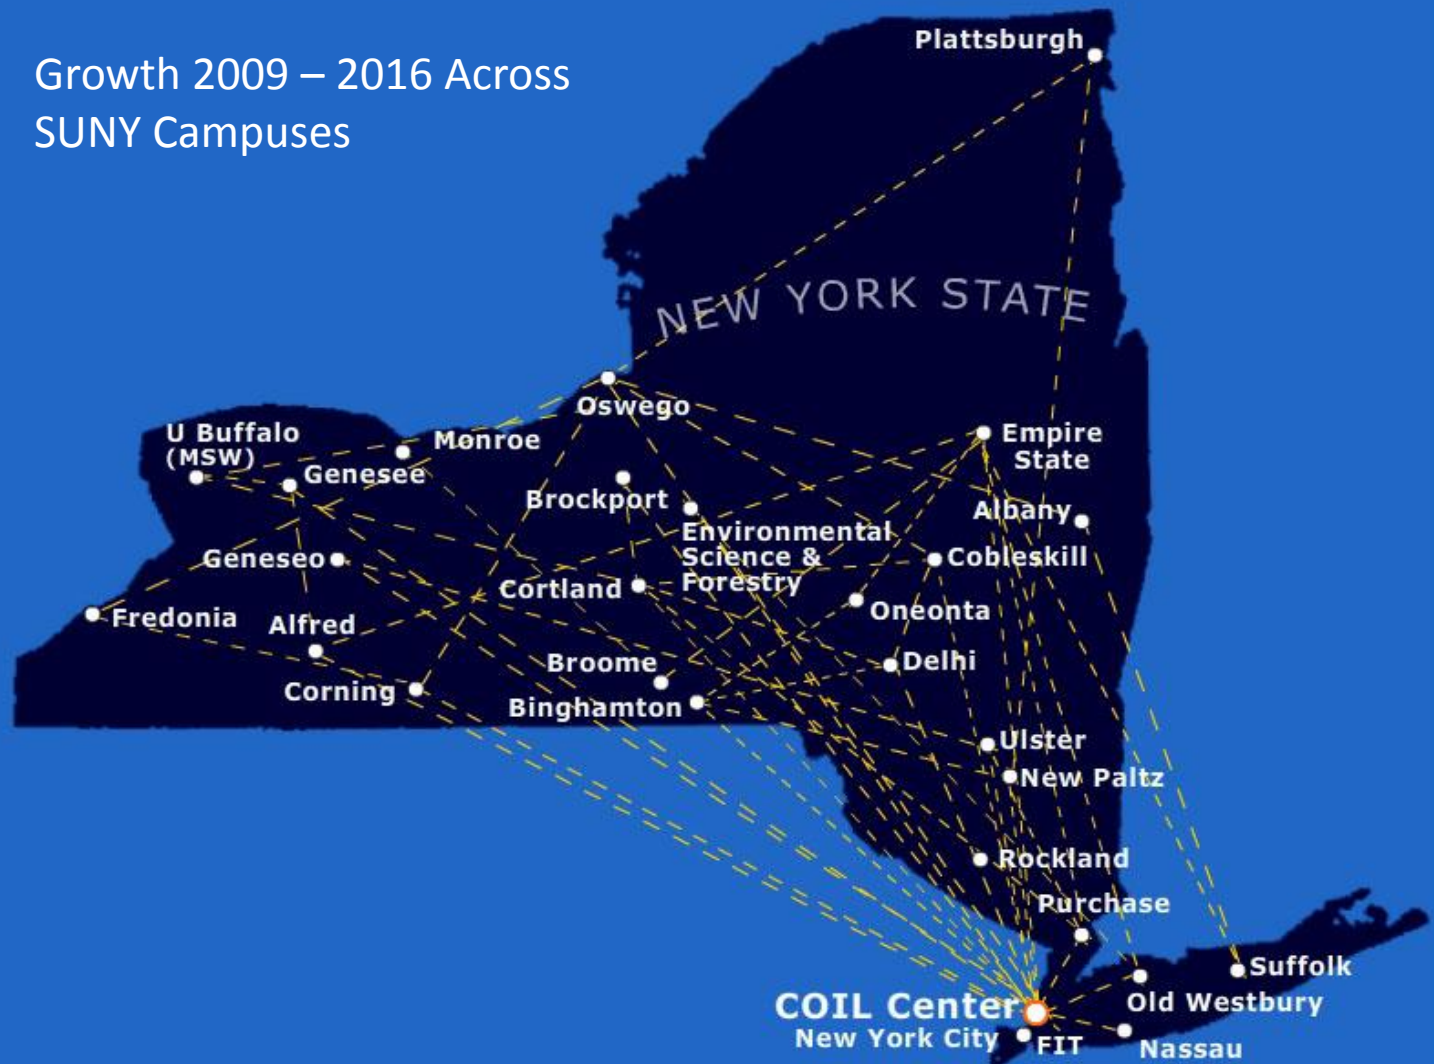 Growth 2009 – 2016 Across
SUNY Campuses
Plattsburgh
NEW YORK STATE
Oswego
U Buffalo
(MSW)
Monroe
Genesee
Empire
State
Brockport
Albany
Environmental
Science &
Forestry
Geneseo
Cobleskill
Cortland
Oneonta
Fredonia
Alfred
Broome
Delhi
Corning
Binghamton
Ulster
New Paltz
Rockland
Purchase
Suffolk
Old Westbury
COIL Center
New York City
FIT
Nassau